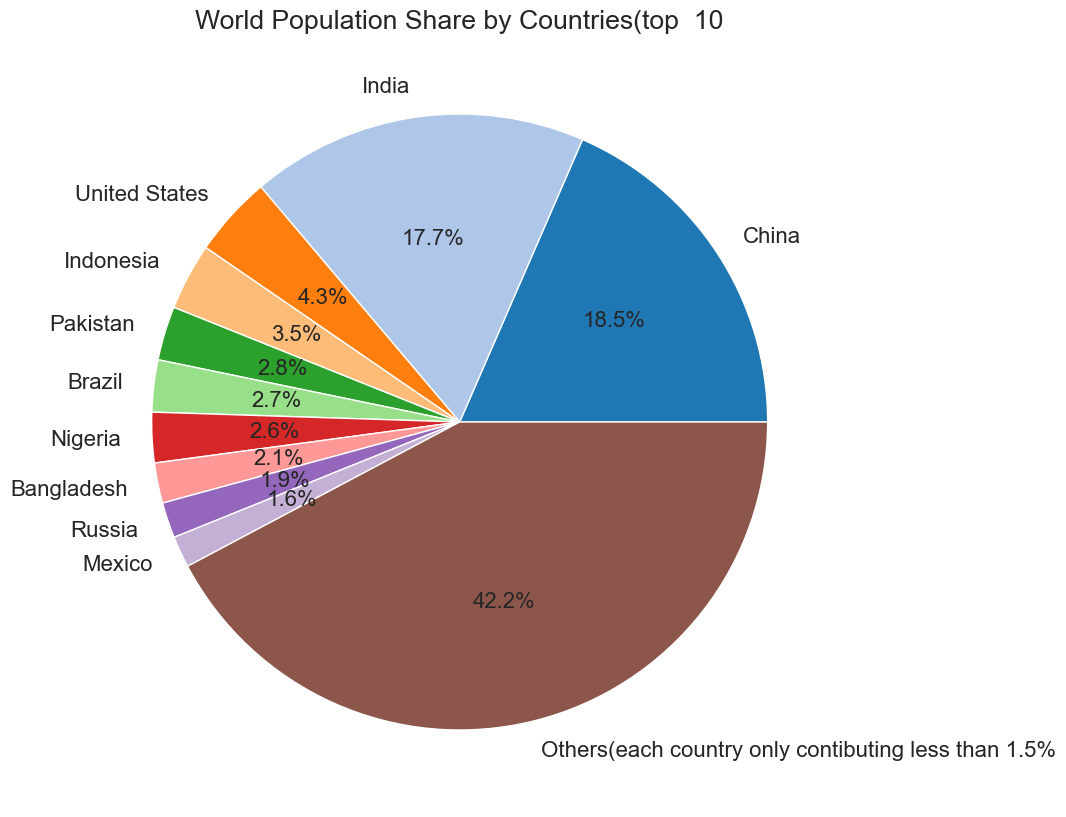 World Population Share by Countries(top  10
India
United States
China
17.7%
Indonesia
4.3%
18.5%
Pakistan
3.5%
2.8%
Brazil
2.7%
Nigeria
2.6%
2.1%
Bangladesh
1.9%
1.6%
Russia
Mexico
42.2%
Others(each country only contibuting less than 1.5%